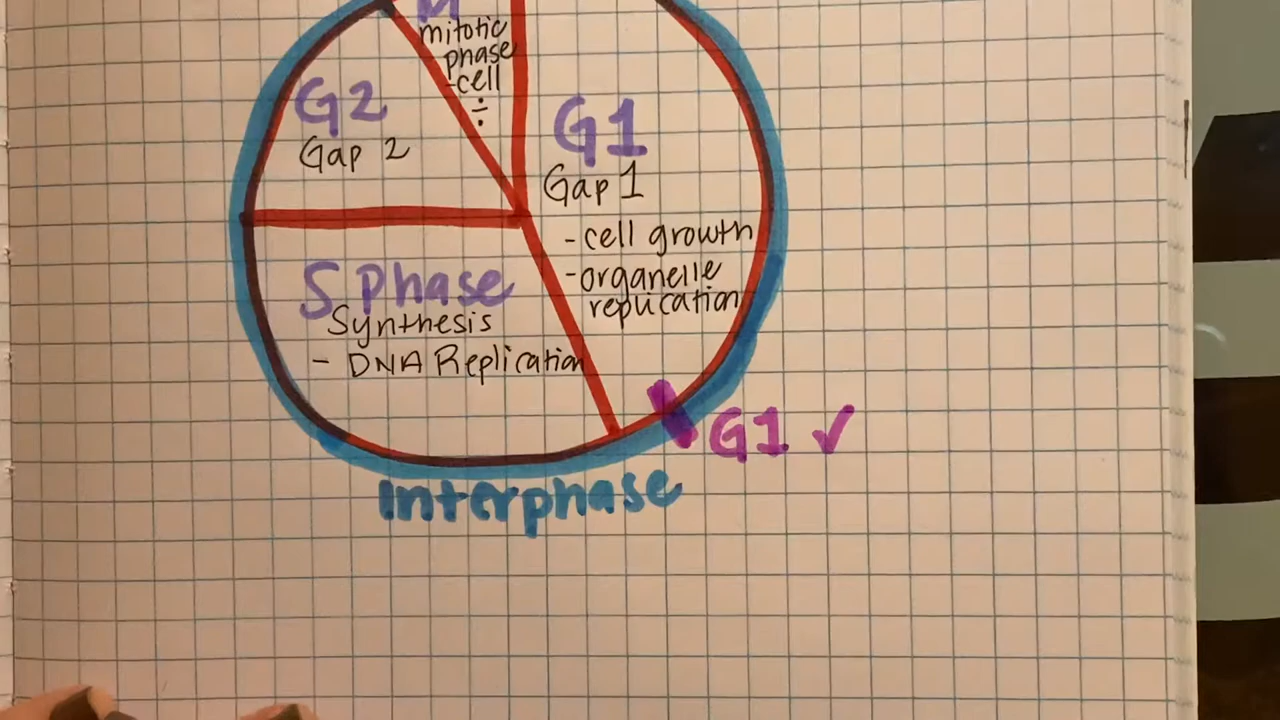 M
mitotic
phase
-cell
÷
G2
Gap 2
G1
Gap 1
- cell growth
- organelle
replication
S phase
Synthesis
- DNA Replication
G1 ✓
Interphase